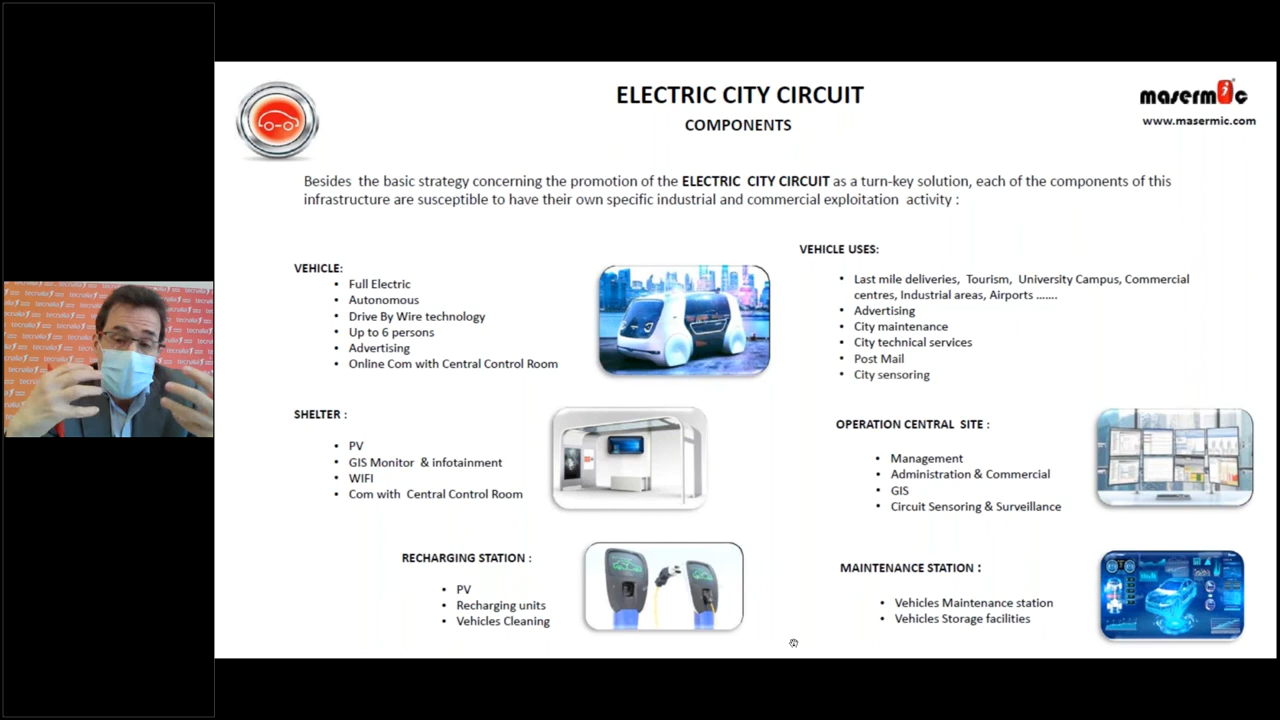 ELECTRIC CITY CIRCUIT
COMPONENTS
masermic
www.masermic.com
Besides the basic strategy concerning the promotion of the ELECTRIC CITY CIRCUIT as a turn-key solution, each of the components of this
infrastructure are susceptible to have their own specific industrial and commercial exploitation activity :
VEHICLE:
• Full Electric
• Autonomous
• Drive By Wire technology
• Up to 6 persons
• Advertising
• Online Com with Central Control Room
VEHICLE USES:
• Last mile deliveries, Tourism, University Campus, Commercial
centres, Industrial areas, Airports …….
• Advertising
• City maintenance
• City technical services
• Post Mail
• City sensoring
SHELTER :
• PV
• GIS Monitor & infotainment
• WIFI
• Com with Central Control Room
OPERATION CENTRAL SITE :
• Management
• Administration & Commercial
• GIS
• Circuit Sensoring & Surveillance
RECHARGING STATION :
• PV
• Recharging units
• Vehicles Cleaning
MAINTENANCE STATION :
• Vehicles Maintenance station
• Vehicles Storage facilities
tecnalia